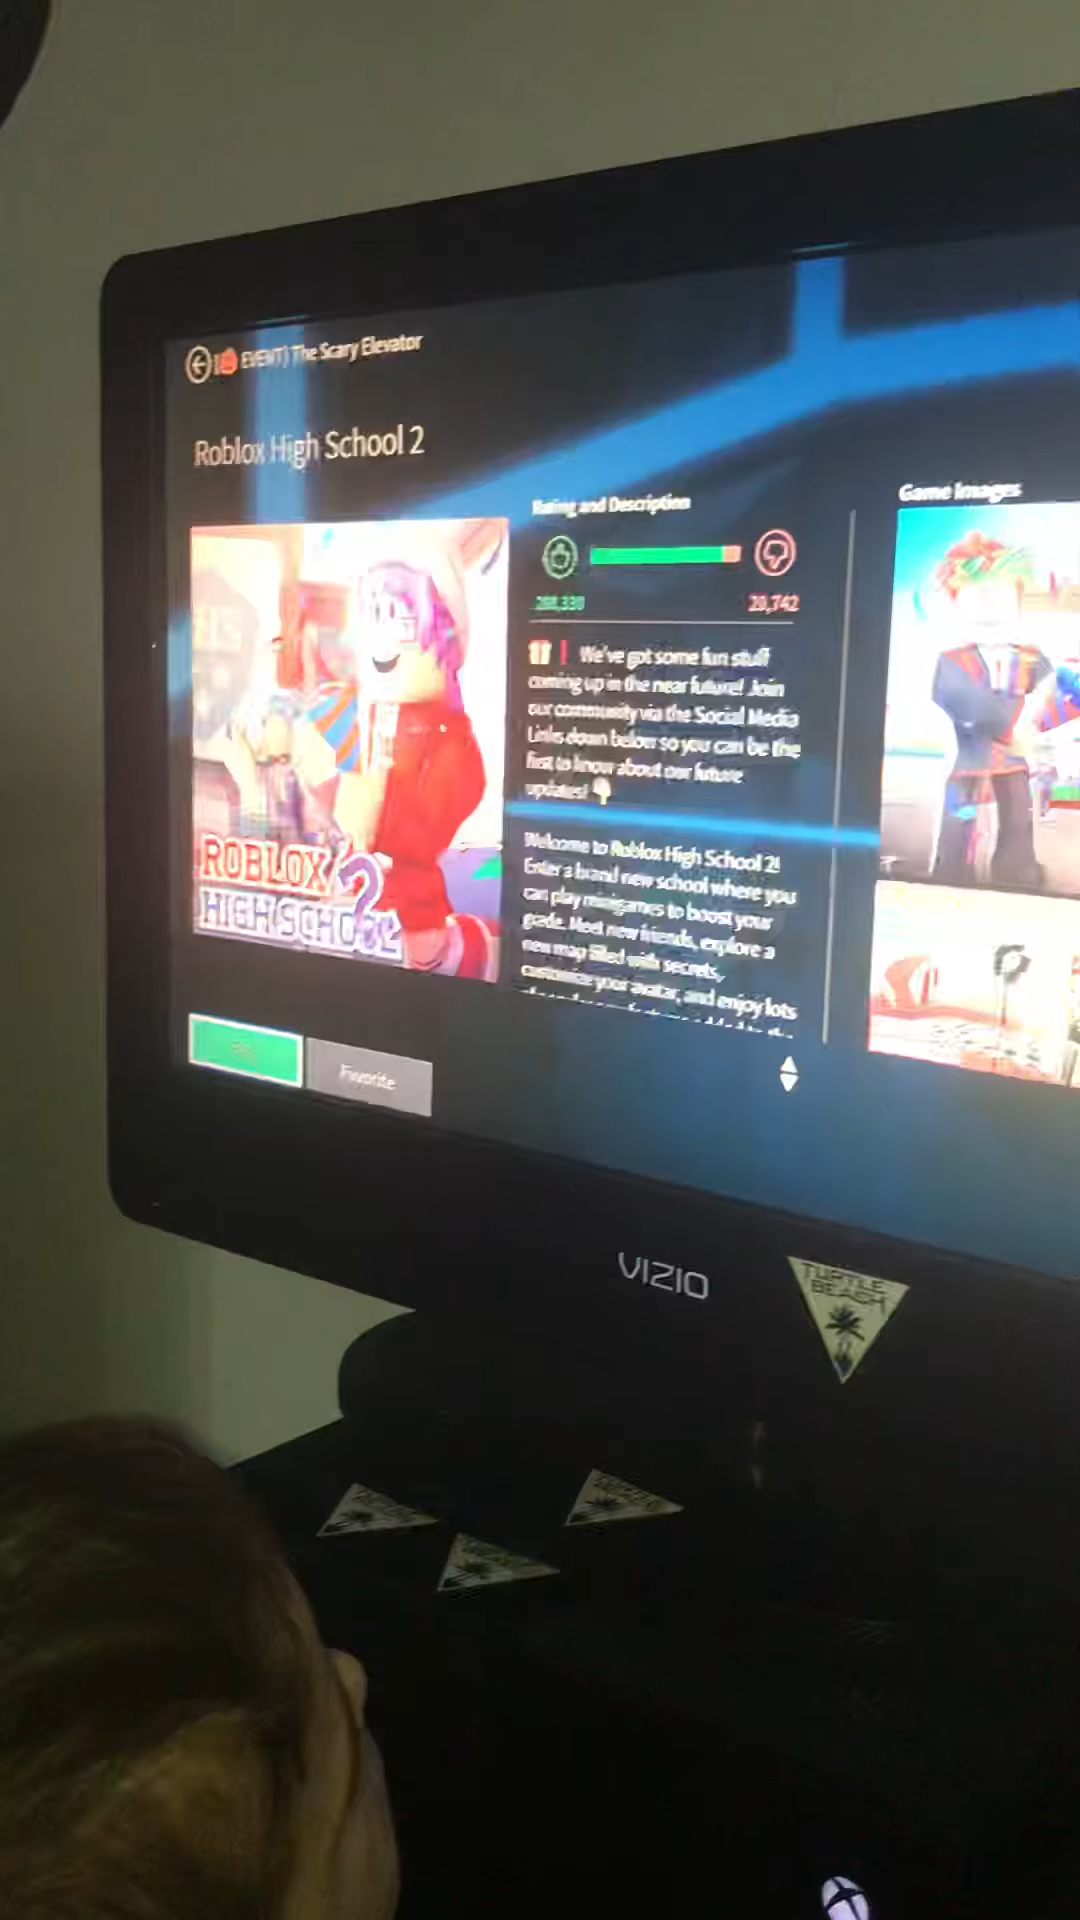 [🎃 EVENT] The Scary Elevator
Roblox High School 2
Rating and Description
Game Images
20,742
We've got some fun stuff
coming up in the near future! Join
our community via the Social Media
Links down below so you can be the
first to know about our future
updates! 👇
Welcome to Roblox High School 2!
Enter a brand new school where you
can play minigames to boost your
grade. Meet new friends, explore a
new map filled with secrets,
customize your avatar, and enjoy lots
ROBLOX
HIGH SCHOOL
2
Favorite
VIZIO
TURTLE
BEACH